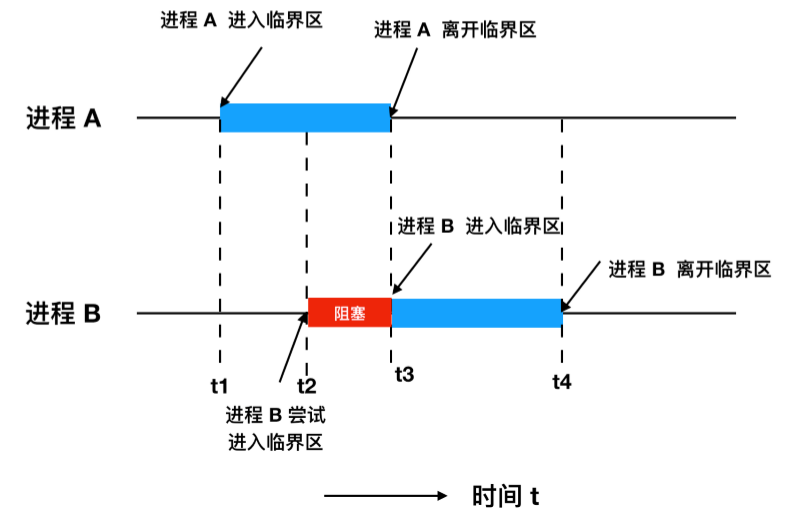 进程 A 进入临界区
进程 A 离开临界区
进程 A
进程 B 进入临界区
进程 B 离开临界区
进程 B
阻塞
t1
t2
t3
t4
进程 B 尝试
进入临界区
时间 t